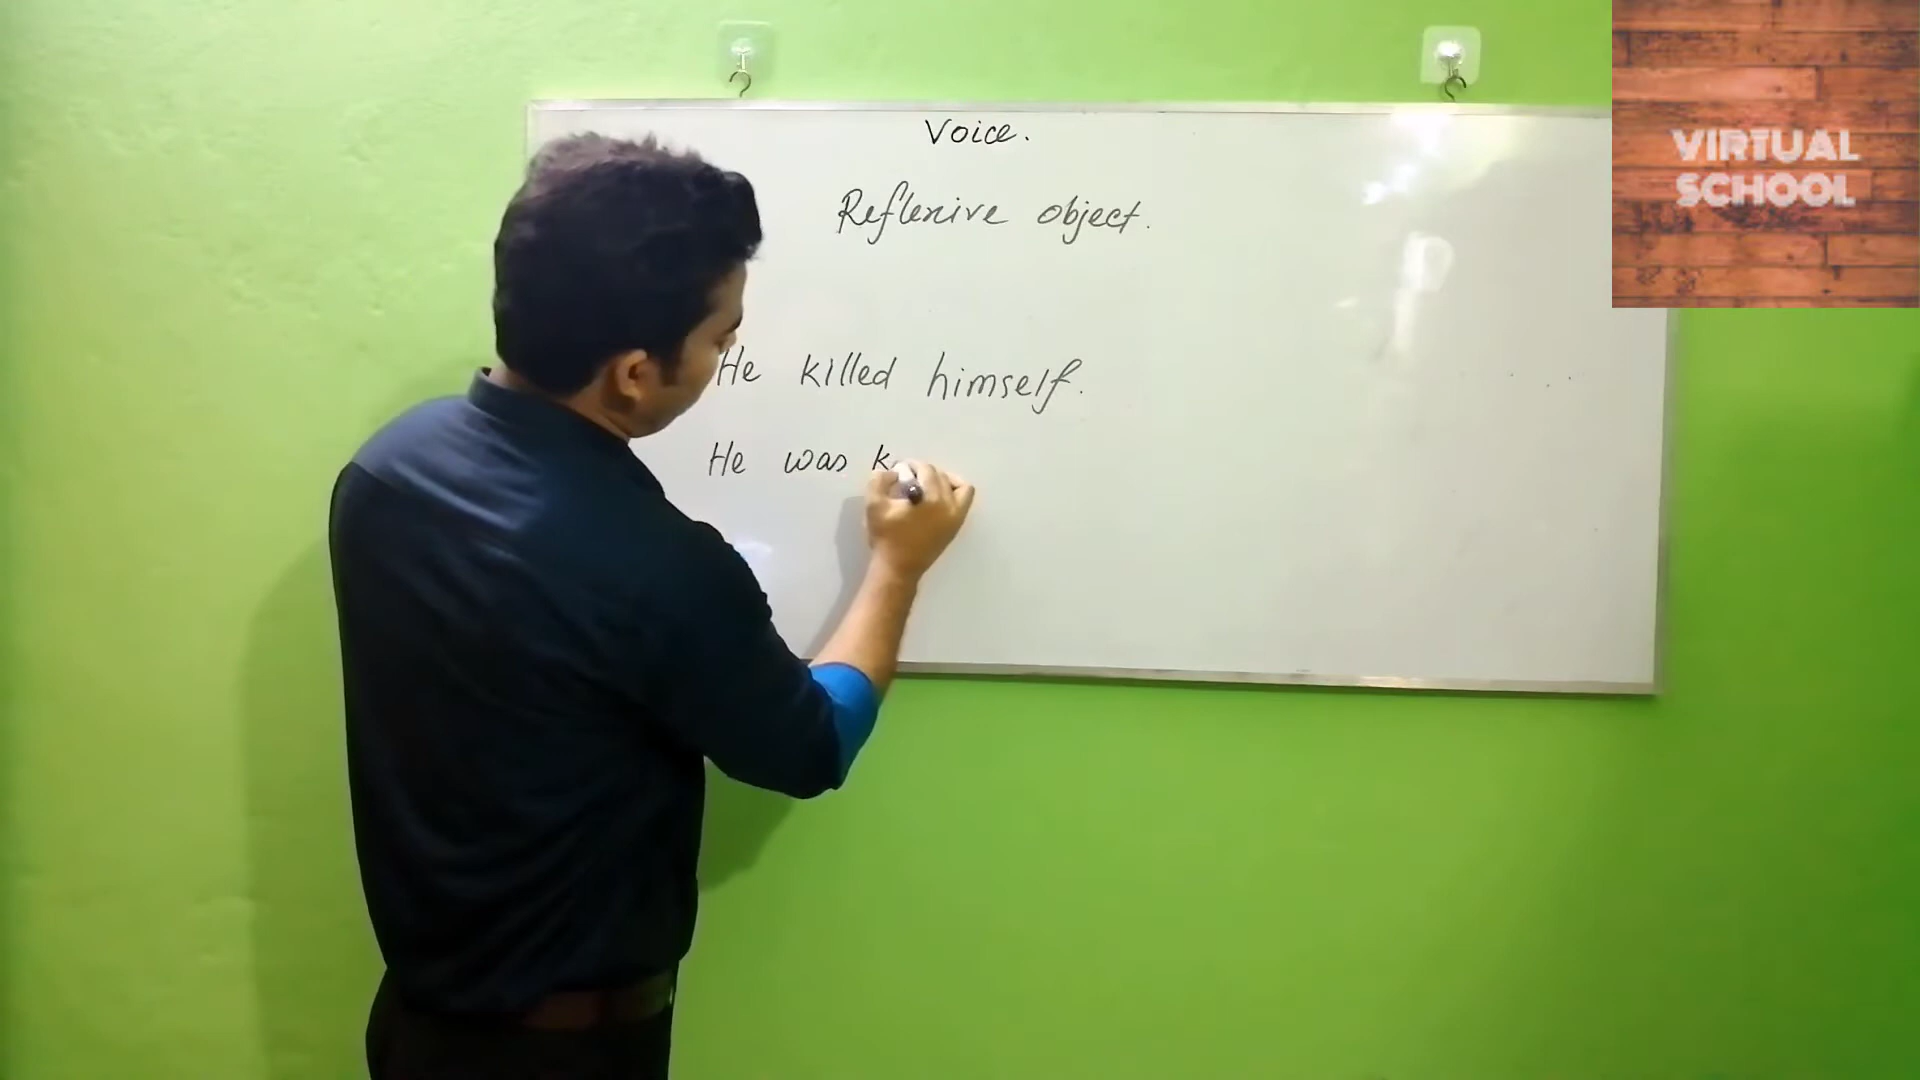 Voice.
Reflexive object.
He killed himself.
He was k
VIRTUAL
SCHOOL